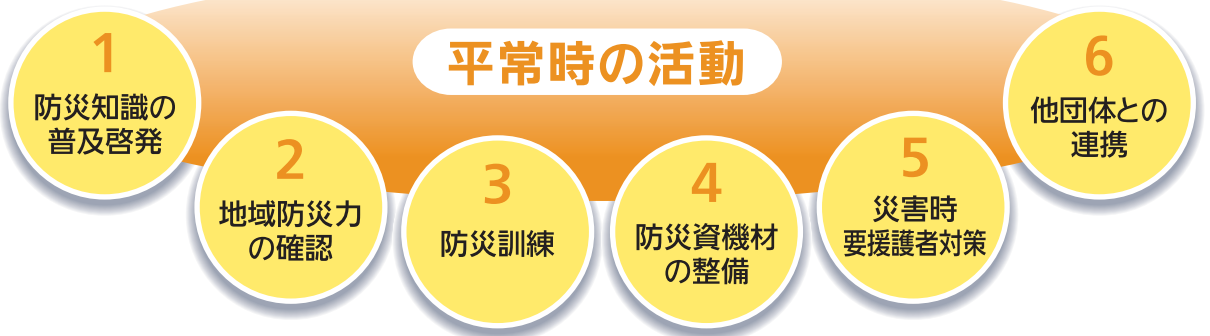 平常時の活動
1
防災知識の
普及啓発
2
地域防災力
の確認
3
防災訓練
4
防災資機材
の整備
5
災害時
要援護者対策
6
他団体との
連携